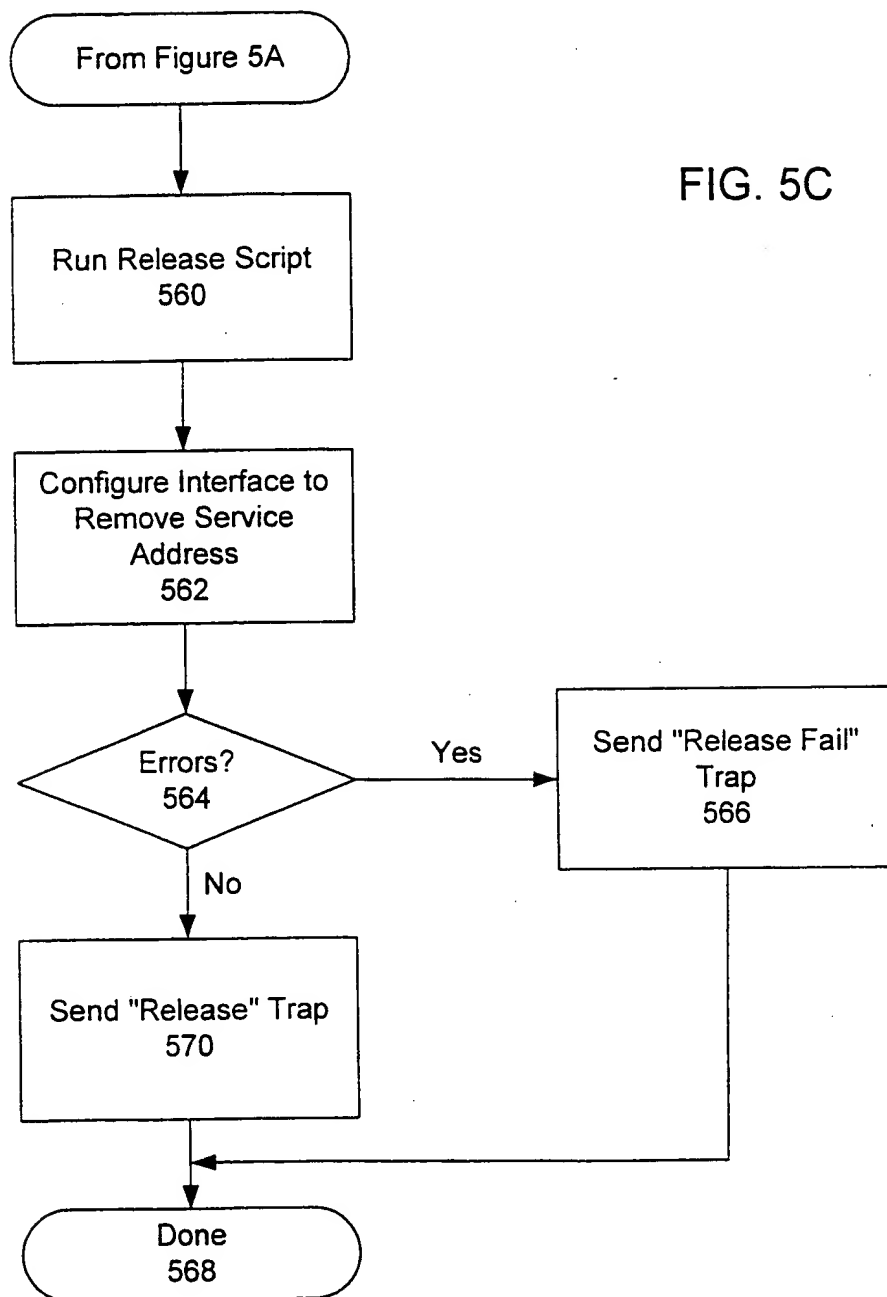 From Figure 5A
FIG. 5C
Run Release Script
560
Configure Interface to
Remove Service
Address
562
Errors?
564
Yes
Send "Release Fail"
Trap
566
No
Send "Release" Trap
570
Done
568